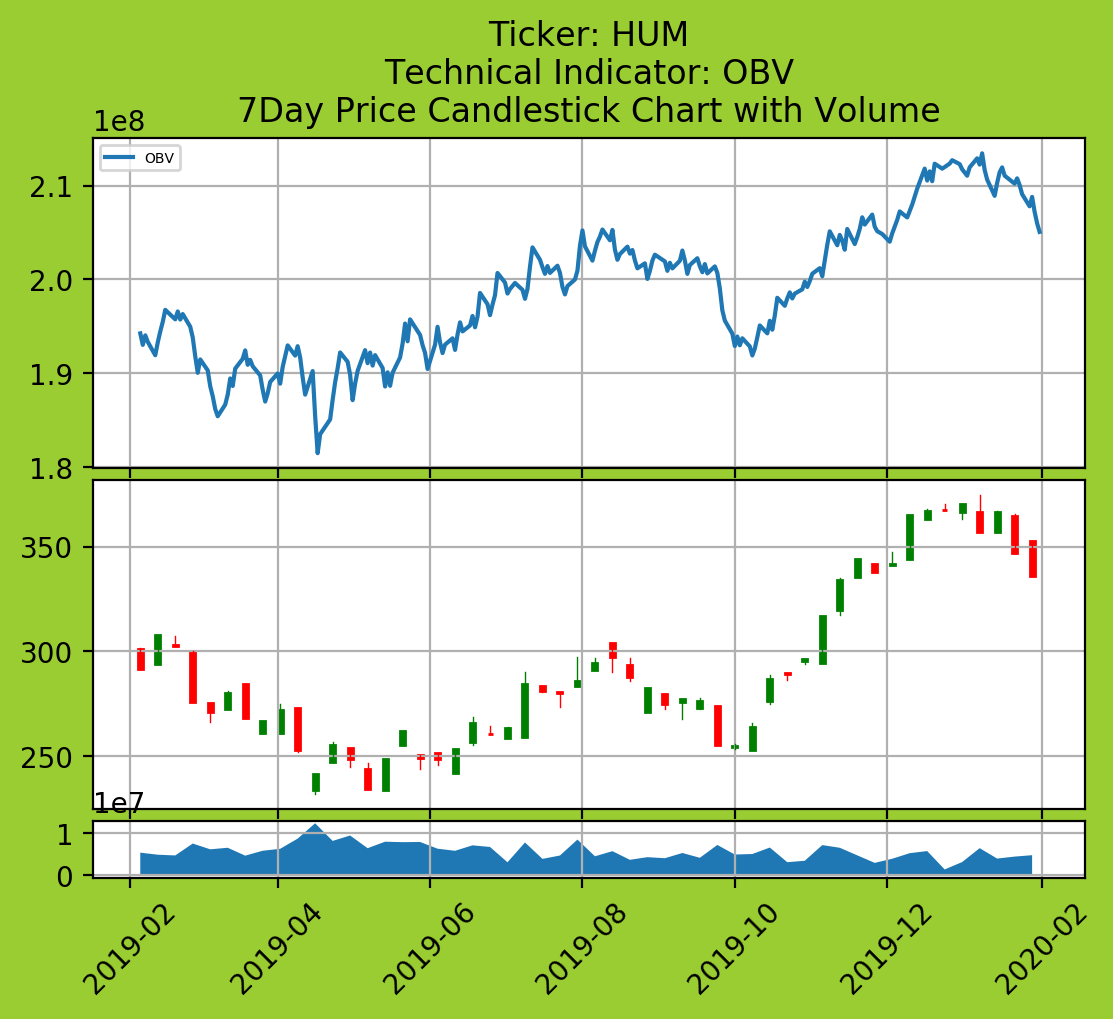 Ticker: HUM
Technical Indicator: OBV
7Day Price Candlestick Chart with Volume
1e8
OBV
2.1
2.0
1.9
1.8
350
300
250
1e7
1
0
2019-02
2019-04
2019-06
2019-08
2019-10
2019-12
2020-02